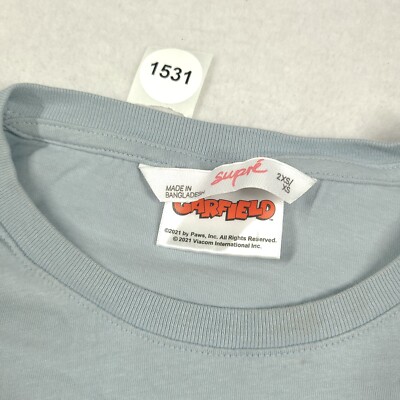 1531
supré
2XS/
XS
MADE IN
BANGLADESH
GARFIELD
©2021 by Paws, Inc. All Rights Reserved.
© 2021 Viacom International Inc.